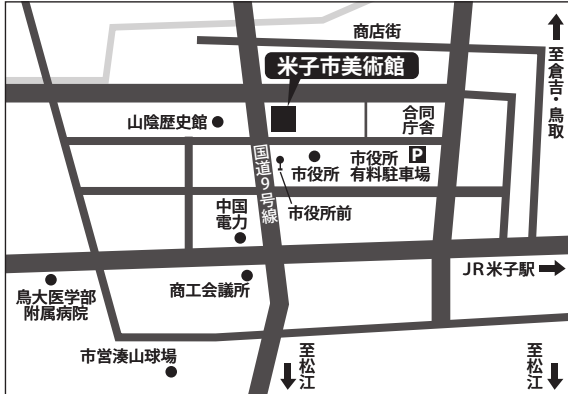 商店街
至倉吉・鳥取
米子市美術館
山陰歴史館
合同
庁舎
国道9号線
市役所
市役所
有料駐車場
P
市役所前
中国
電力
JR米子駅
鳥大医学部
附属病院
商工会議所
市営湊山球場
至松江
至松江